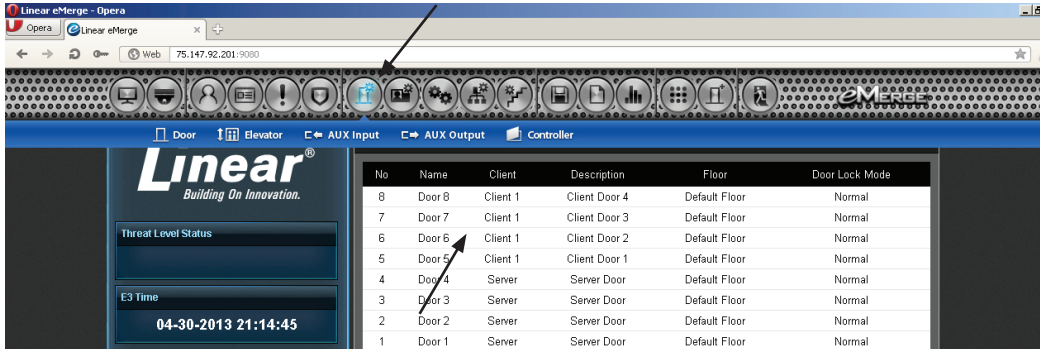 Linear eMerge - Opera
Opera Linear eMerge
Web 75.147.92.201:9080
eMERGE
Door Elevator AUX Input AUX Output Controller
Linear®
Building On Innovation.
Threat Level Status
E3 Time
04-30-2013 21:14:45
No Name Client Description Floor Door Lock Mode
8 Door 8 Client 1 Client Door 4 Default Floor Normal
7 Door 7 Client 1 Client Door 3 Default Floor Normal
6 Door 6 Client 1 Client Door 2 Default Floor Normal
5 Door 5 Client 1 Client Door 1 Default Floor Normal
4 Door 4 Server Server Door Default Floor Normal
3 Door 3 Server Server Door Default Floor Normal
2 Door 2 Server Server Door Default Floor Normal
1 Door 1 Server Server Door Default Floor Normal